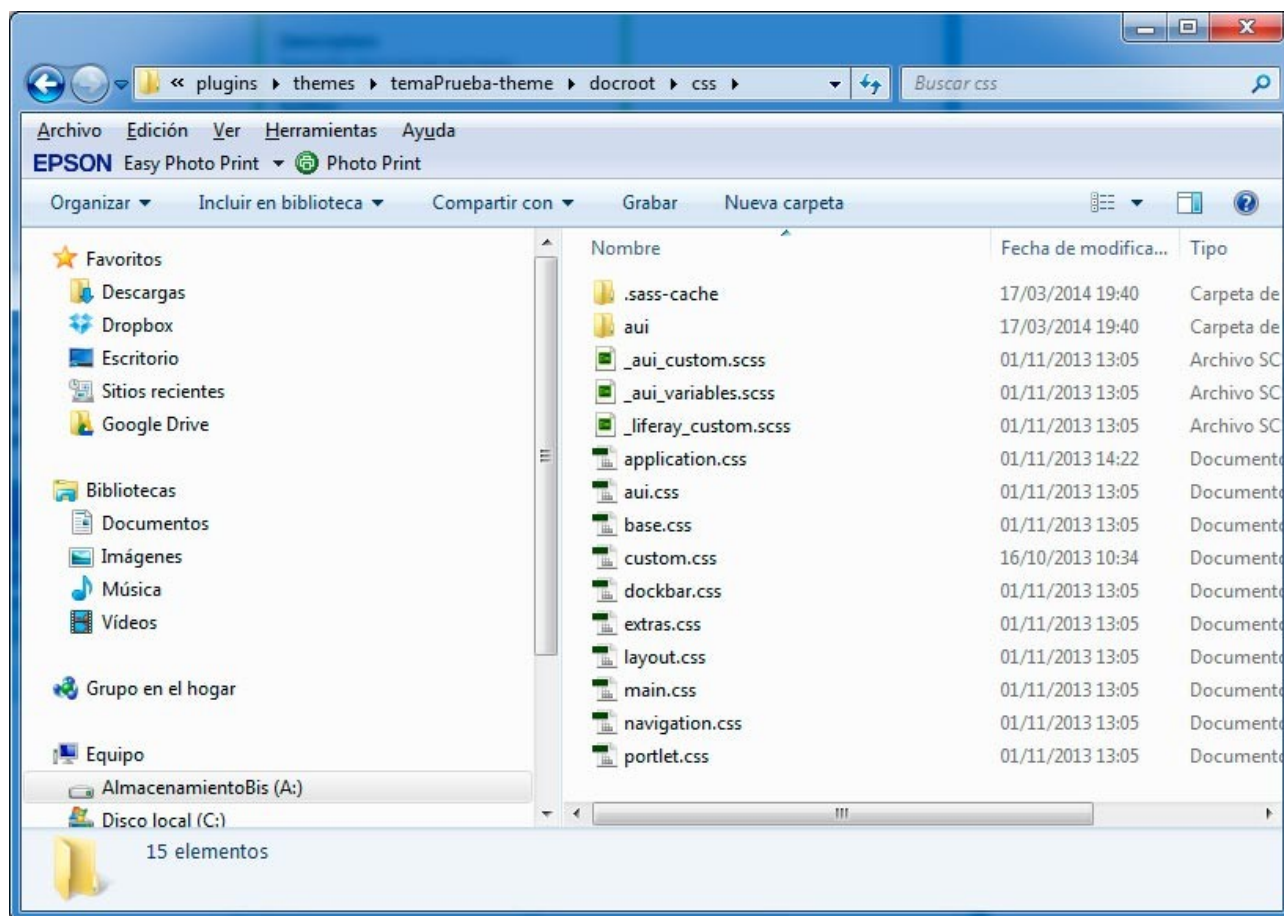 « plugins ▸ themes ▸ temaPrueba-theme ▸ docroot ▸ css ▸ Buscar css
Archivo Edición Ver Herramientas Ayuda
EPSON Easy Photo Print Photo Print
Organizar Incluir en biblioteca Compartir con Grabar Nueva carpeta
Favoritos
Descargas
Dropbox
Escritorio
Sitios recientes
Google Drive
Bibliotecas
Documentos
Imágenes
Música
Vídeos
Grupo en el hogar
Equipo
AlmacenamientoBis (A:)
Disco local (C:)
Nombre Fecha de modifica... Tipo
.sass-cache 17/03/2014 19:40 Carpeta de
aui 17/03/2014 19:40 Carpeta de
_aui_custom.scss 01/11/2013 13:05 Archivo SC
_aui_variables.scss 01/11/2013 13:05 Archivo SC
_liferay_custom.scss 01/11/2013 13:05 Archivo SC
application.css 01/11/2013 14:22 Documento
aui.css 01/11/2013 13:05 Documento
base.css 01/11/2013 13:05 Documento
custom.css 16/10/2013 10:34 Documento
dockbar.css 01/11/2013 13:05 Documento
extras.css 01/11/2013 13:05 Documento
layout.css 01/11/2013 13:05 Documento
main.css 01/11/2013 13:05 Documento
navigation.css 01/11/2013 13:05 Documento
portlet.css 01/11/2013 13:05 Documento
15 elementos